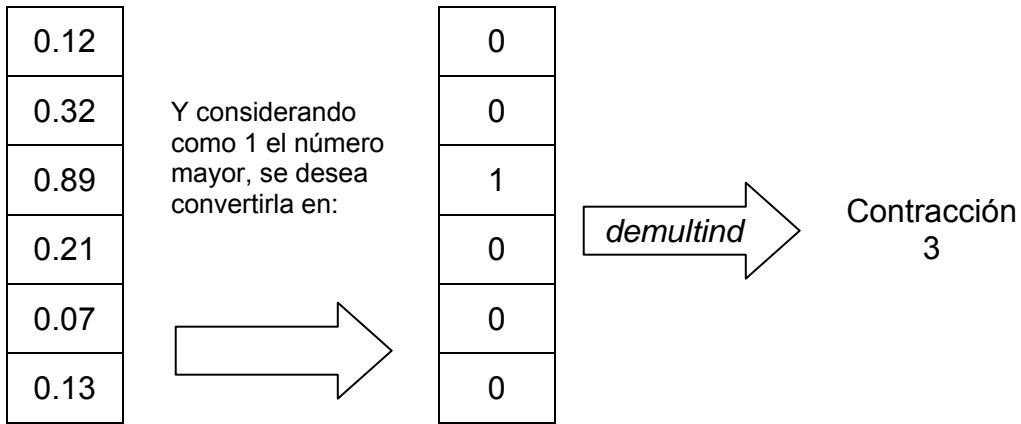 0.12
0.32
0.89
0.21
0.07
0.13
Y considerando
como 1 el número
mayor, se desea
convertirla en:
0
0
1
0
0
0
demultind
Contracción
3